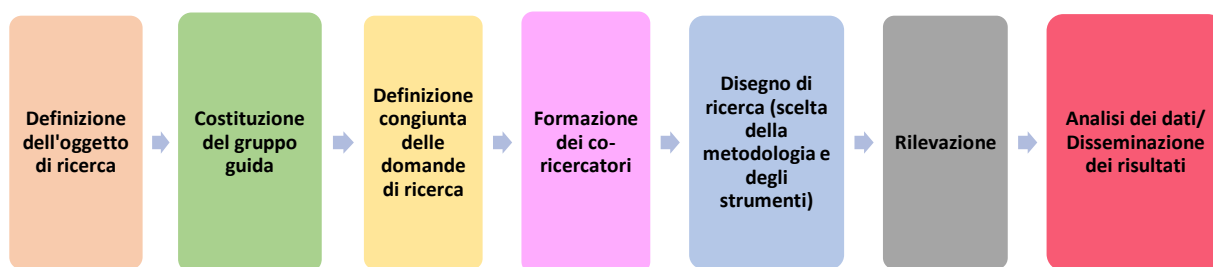 Definizione
dell'oggetto
di ricerca
Costituzione
del gruppo
guida
Definizione
congiunta
delle
domande
di ricerca
Formazione
dei co-
ricercatori
Disegno di
ricerca (scelta
della
metodologia e
degli
strumenti)
Rilevazione
Analisi dei dati/
Disseminazione
dei risultati